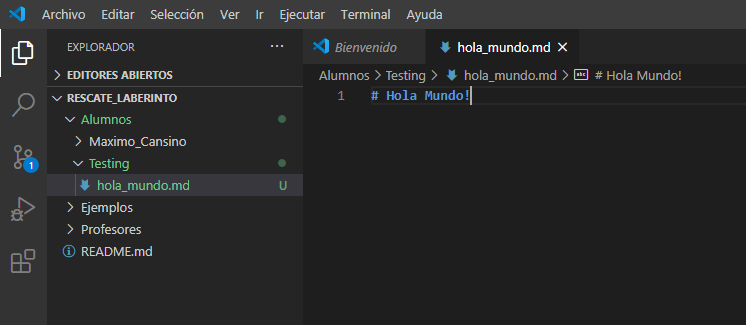 Archivo Editar Selección Ver Ir Ejecutar Terminal Ayuda
EXPLORADOR ···
EDITORES ABIERTOS
RESCATE_LABERINTO
Alumnos
Maximo_Cansino
Testing
hola_mundo.md U
Ejemplos
Profesores
README.md
1
Bienvenido hola_mundo.md
Alumnos > Testing > hola_mundo.md > abc # Hola Mundo!
1 # Hola Mundo!